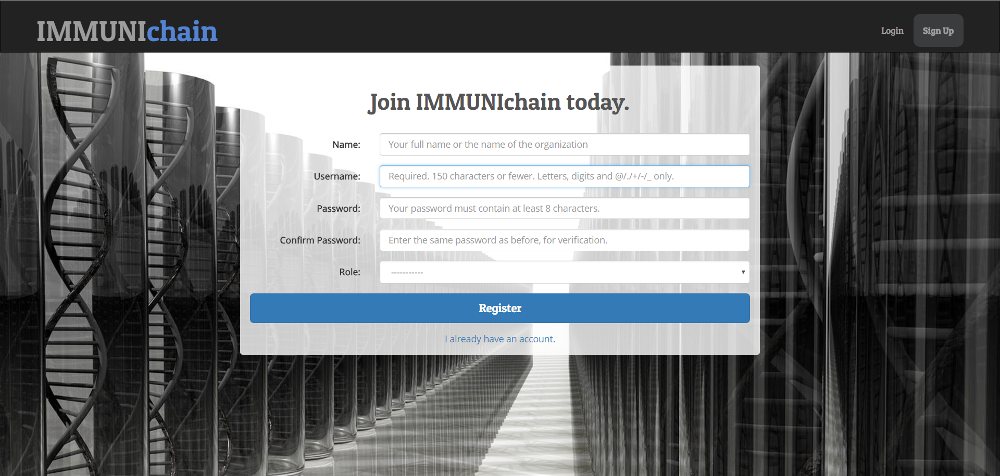 IMMUNIchain
Login
Sign Up
Join IMMUNIchain today.
Name:
Your full name or the name of the organization
Username:
Required. 150 characters or fewer. Letters, digits and @/./+/-/_ only.
Password:
Your password must contain at least 8 characters.
Confirm Password:
Enter the same password as before, for verification.
Role:
-----------
Register
I already have an account.